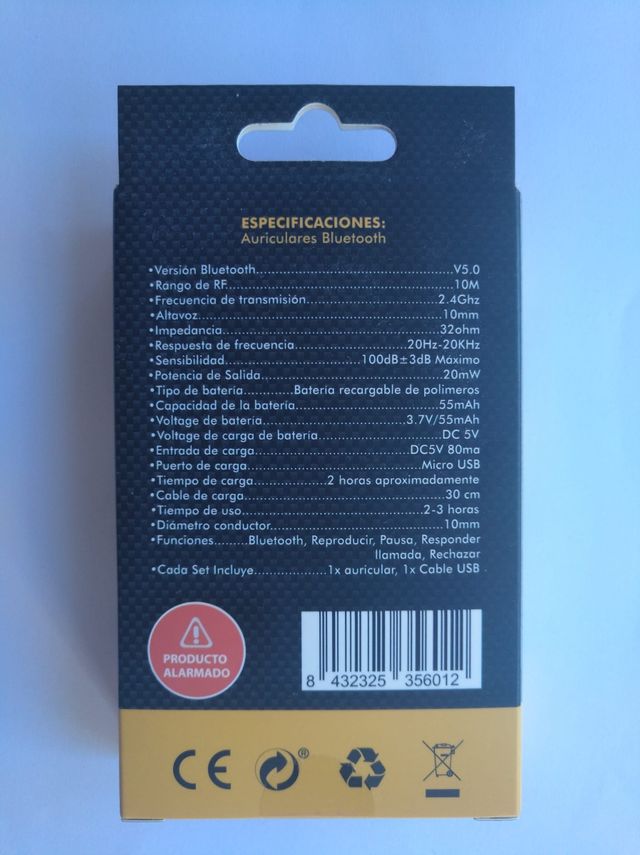 ESPECIFICACIONES:
Auriculares Bluetooth
•Versión Bluetooth..................................................V5.0
•Rango de RF.........................................................10M
•Frecuencia de transmisión.................................2.4Ghz
•Altavoz.............................................................10mm
•Impedancia.......................................................32ohm
•Respuesta de frecuencia............................20Hz-20KHz
•Sensibilidad..................................100dB±3dB Máximo
•Potencia de Salida..............................................20mW
•Tipo de batería............Batería recargable de polimeros
•Capacidad de la batería....................................55mAh
•Voltage de batería....................................3.7V/55mAh
•Voltage de carga de batería...............................DC 5V
•Entrada de carga.........................................DC5V 80ma
•Puerto de carga............................................Micro USB
•Tiempo de carga..................2 horas aproximadamente
•Cable de carga...................................................30 cm
•Tiempo de uso..............................................2-3 horas
•Diámetro conductor...........................................10mm
•Funciones.........Bluetooth, Reproducir, Pausa, Responder
llamada, Rechazar
•Cada Set Incluye...................1x auricular, 1x Cable USB
PRODUCTO
ALARMADO
8 432325 356012
CE
®